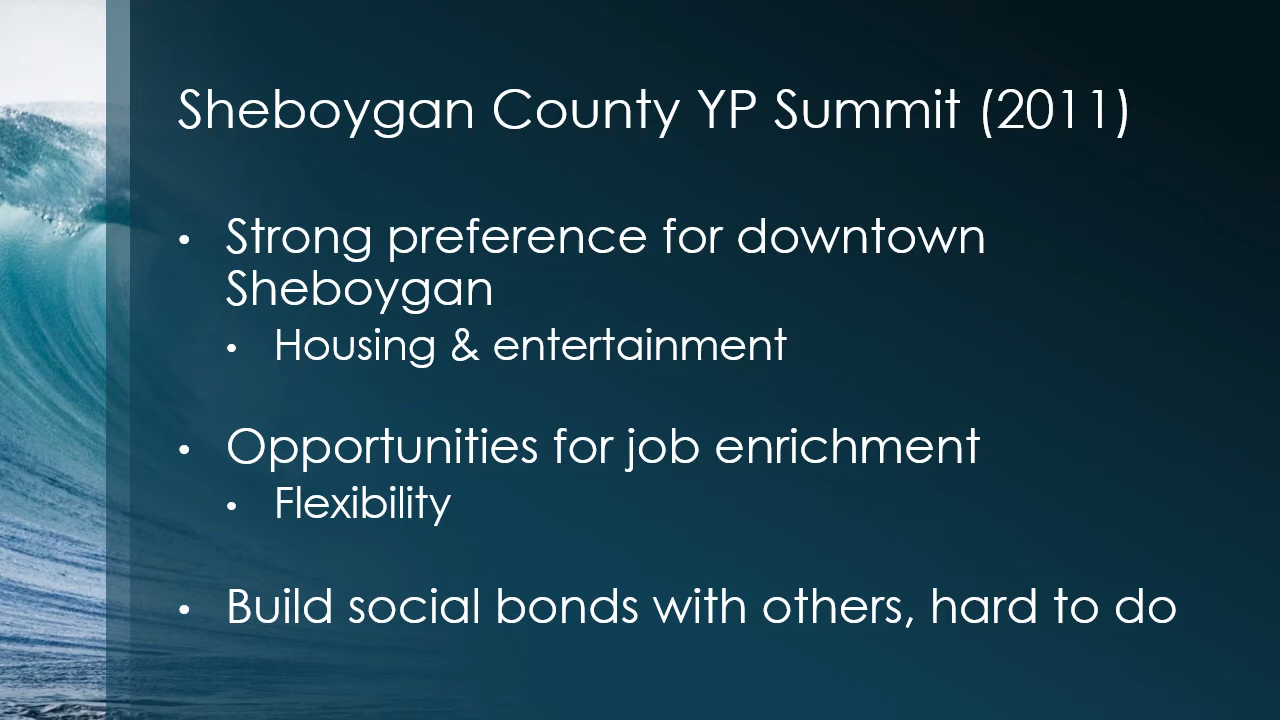 Sheboygan County YP Summit (2011)
• Strong preference for downtown
Sheboygan
• Housing & entertainment
• Opportunities for job enrichment
• Flexibility
• Build social bonds with others, hard to do